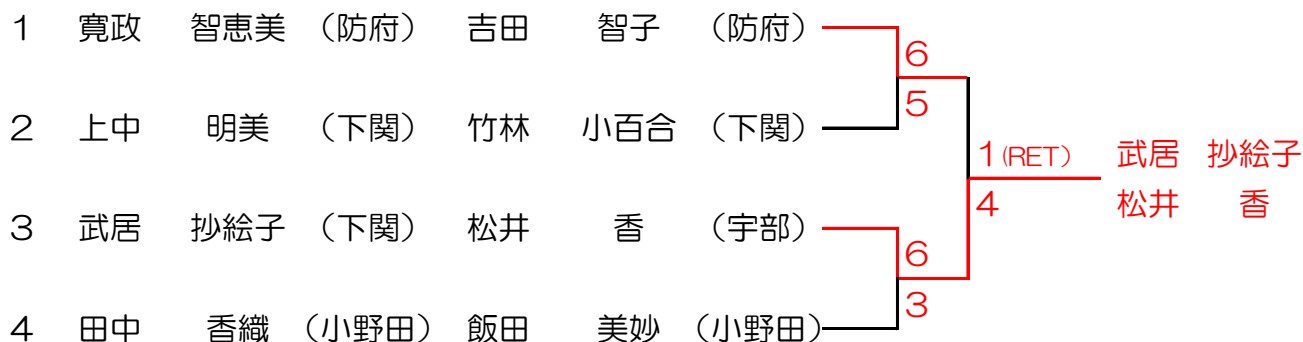 1 寛政 智恵美 （防府） 吉田 智子 （防府）
6
5
2 上中 明美 （下関） 竹林 小百合 （下関）
1(RET) 武居 抄絵子
4 松井 香
3 武居 抄絵子 （下関） 松井 香 （宇部）
6
3
4 田中 香織 （小野田） 飯田 美妙 （小野田）